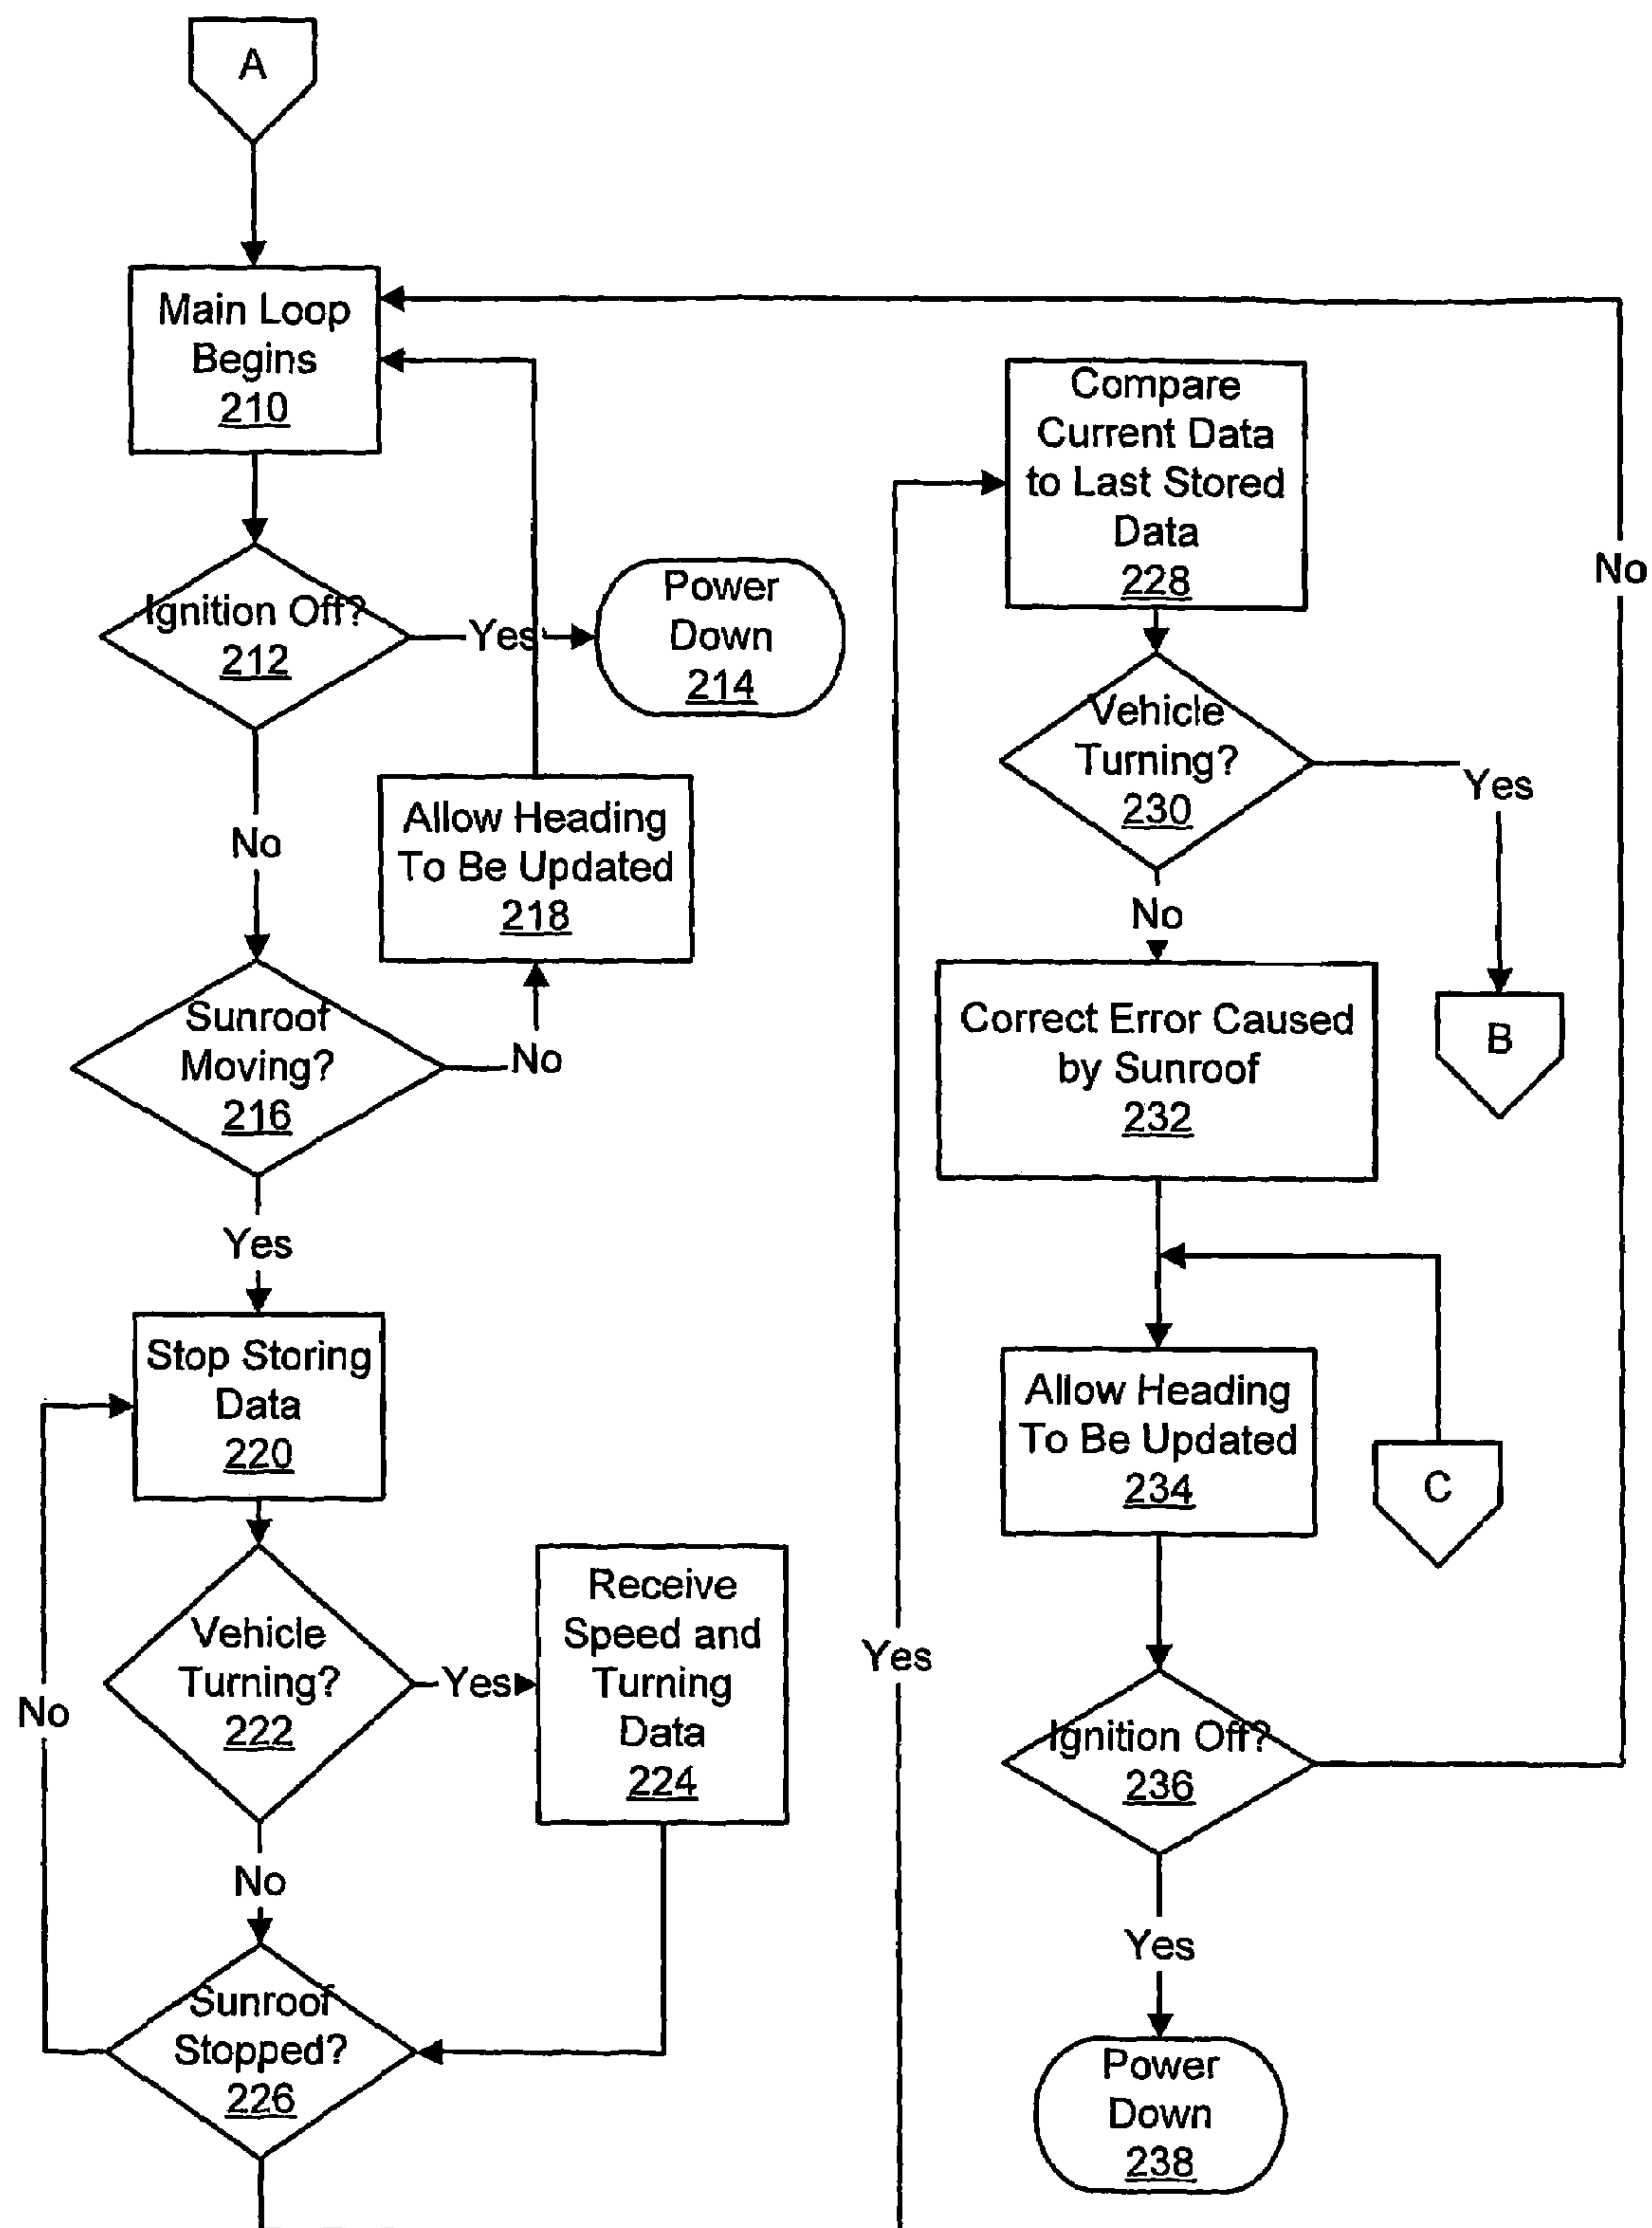 A
Main Loop
Begins
210
Ignition Off?
212
Yes
Power
Down
214
No
Allow Heading
To Be Updated
218
Sunroof
Moving?
216
No
Yes
Stop Storing
Data
220
Vehicle
Turning?
222
Yes
Receive
Speed and
Turning
Data
224
No
No
Sunroof
Stopped?
226
Yes
Compare
Current Data
to Last Stored
Data
228
Vehicle
Turning?
230
Yes
B
No
Correct Error Caused
by Sunroof
232
Allow Heading
To Be Updated
234
C
Ignition Off?
236
No
Yes
Power
Down
238